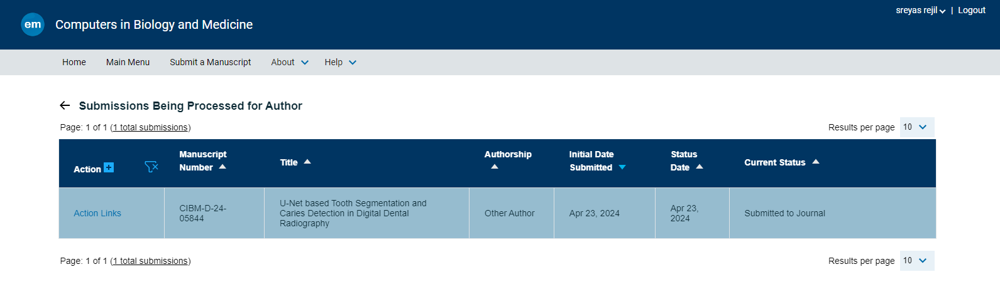 sreyas rejil | Logout
em
Computers in Biology and Medicine
Home Main Menu Submit a Manuscript About Help
Submissions Being Processed for Author
Page: 1 of 1 (1 total submissions) Results per page 10
Action
Manuscript
Number
Title
Authorship
Initial Date
Submitted
Status
Date
Current Status
Action Links
CIBM-D-24-
05844
U-Net based Tooth Segmentation and
Caries Detection in Digital Dental
Radiography
Other Author
Apr 23, 2024
Apr 23,
2024
Submitted to Journal
Page: 1 of 1 (1 total submissions) Results per page 10